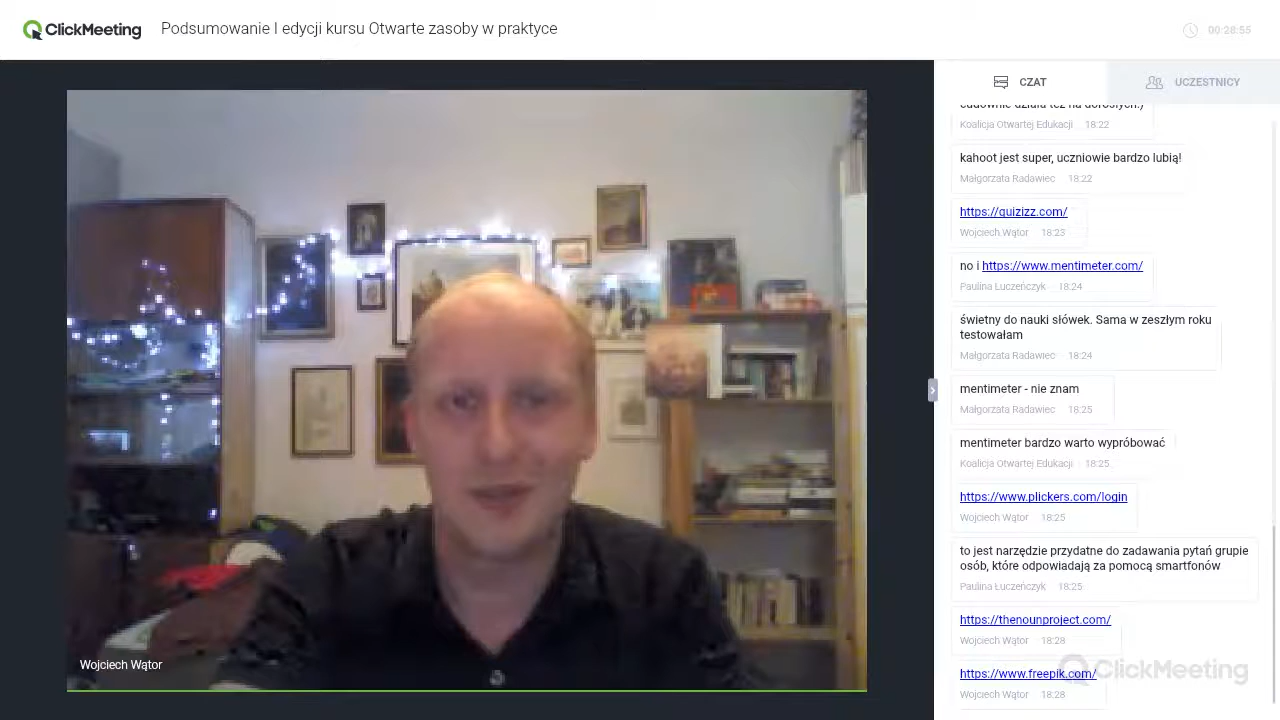 ClickMeeting
Podsumowanie I edycji kursu Otwarte zasoby w praktyce
00:28:55
CZAT
UCZESTNICY
cudownie działa też na dorosłych:)
Koalicja Otwartej Edukacji 18:22
kahoot jest super, uczniowie bardzo lubią!
Małgorzata Radawiec 18:22
https://quizizz.com/
Wojciech Wątor 18:23
no i https://www.mentimeter.com/
Paulina Łuczeńczyk 18:24
świetny do nauki słówek. Sama w zeszłym roku
testowałam
Małgorzata Radawiec 18:24
mentimeter - nie znam
Małgorzata Radawiec 18:25
mentimeter bardzo warto wypróbować
Koalicja Otwartej Edukacji 18:25
https://www.plickers.com/login
Wojciech Wątor 18:25
to jest narzędzie przydatne do zadawania pytań grupie
osób, które odpowiadają za pomocą smartfonów
Paulina Łuczeńczyk 18:25
https://thenounproject.com/
Wojciech Wątor 18:28
https://www.freepik.com/
Wojciech Wątor 18:28
ClickMeeting
Wojciech Wątor